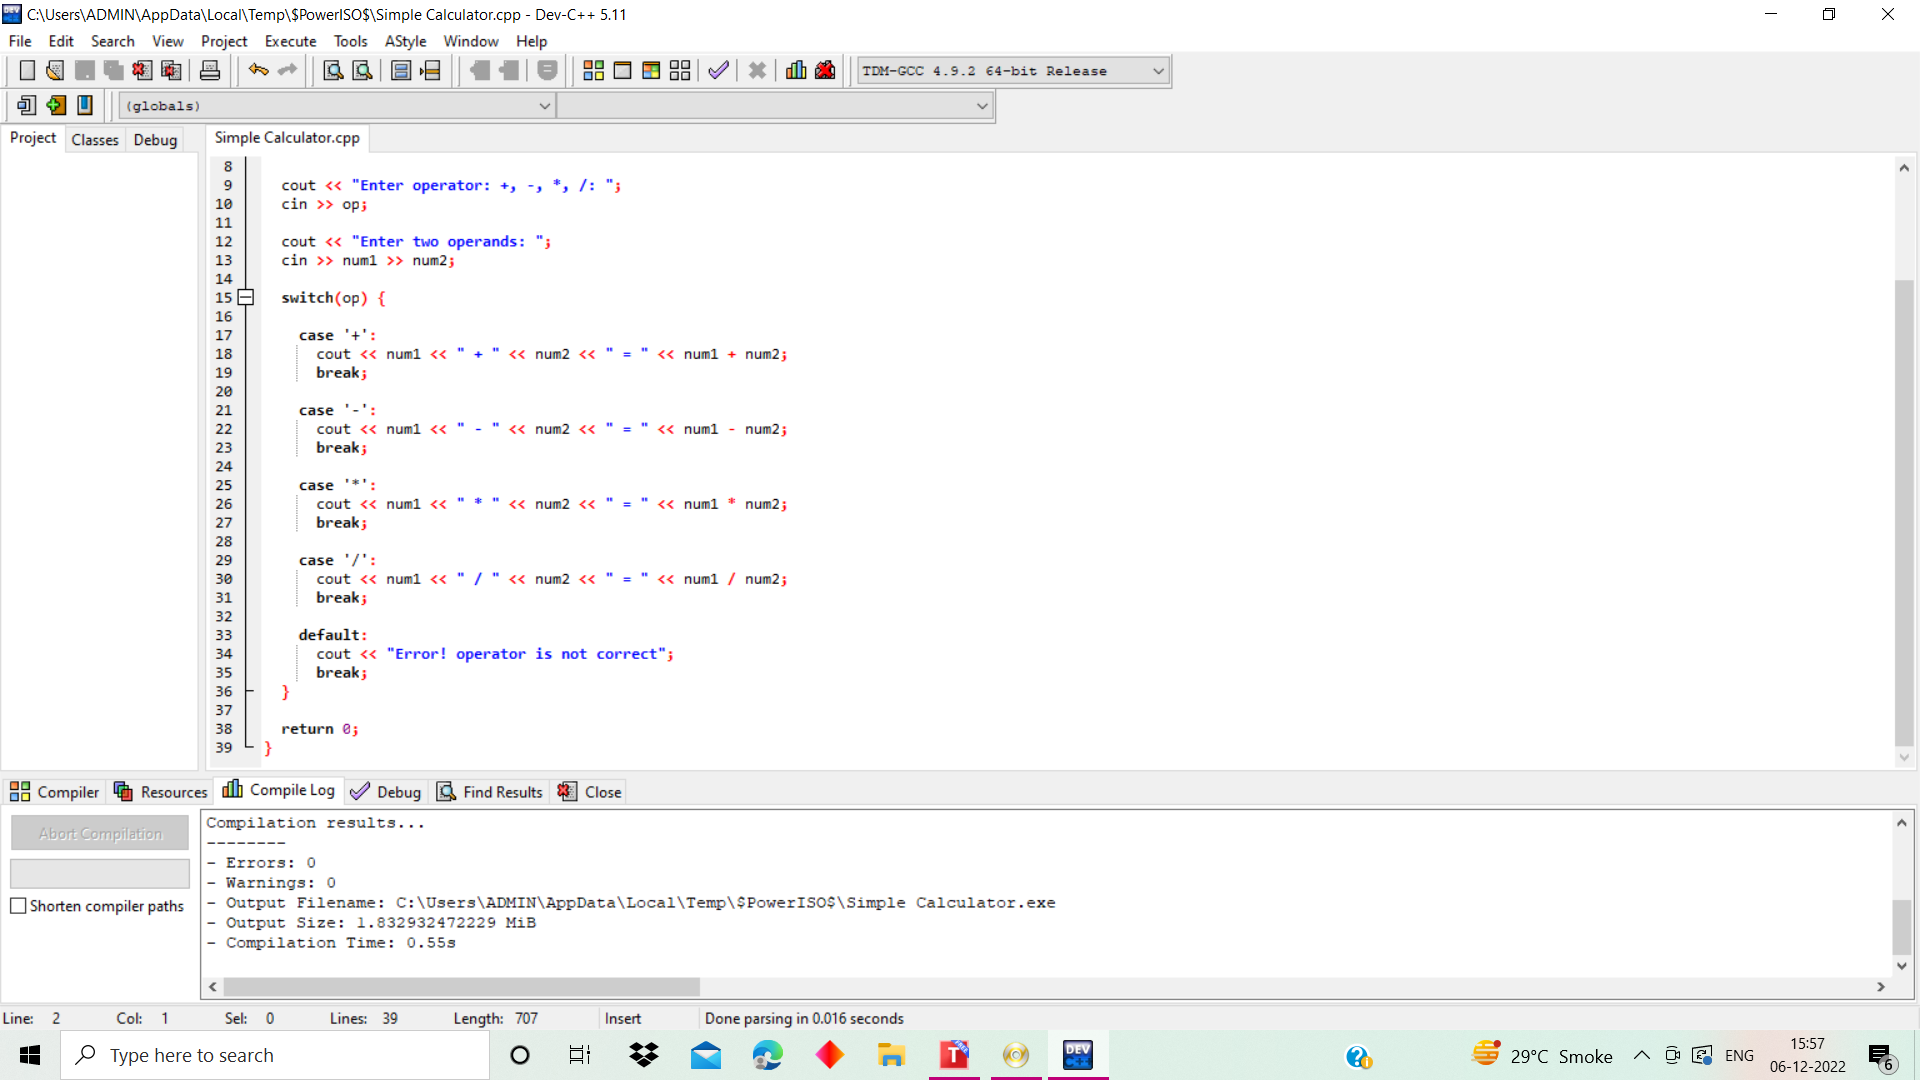 C:\Users\ADMIN\AppData\Local\Temp\$PowerISO$\Simple Calculator.cpp - Dev-C++ 5.11
File Edit Search View Project Execute Tools AStyle Window Help
TDM-GCC 4.9.2 64-bit Release
(globals)
Project Classes Debug
Simple Calculator.cpp
8
9 cout << "Enter operator: +, -, *, /: ";
10 cin >> op;
11
12 cout << "Enter two operands: ";
13 cin >> num1 >> num2;
14
15 switch(op) {
16
17 case '+':
18 cout << num1 << " + " << num2 << " = " << num1 + num2;
19 break;
20
21 case '-':
22 cout << num1 << " - " << num2 << " = " << num1 - num2;
23 break;
24
25 case '*':
26 cout << num1 << " * " << num2 << " = " << num1 * num2;
27 break;
28
29 case '/':
30 cout << num1 << " / " << num2 << " = " << num1 / num2;
31 break;
32
33 default:
34 cout << "Error! operator is not correct";
35 break;
36 }
37
38 return 0;
39 }
Compiler Resources Compile Log Debug Find Results Close
Abort Compilation
Shorten compiler paths
Compilation results...
--------
- Errors: 0
- Warnings: 0
- Output Filename: C:\Users\ADMIN\AppData\Local\Temp\$PowerISO$\Simple Calculator.exe
- Output Size: 1.832932472229 MiB
- Compilation Time: 0.55s
Line: 2 Col: 1 Sel: 0 Lines: 39 Length: 707 Insert Done parsing in 0.016 seconds
Type here to search
DEV C++
29°C Smoke
ENG
15:57
06-12-2022
6